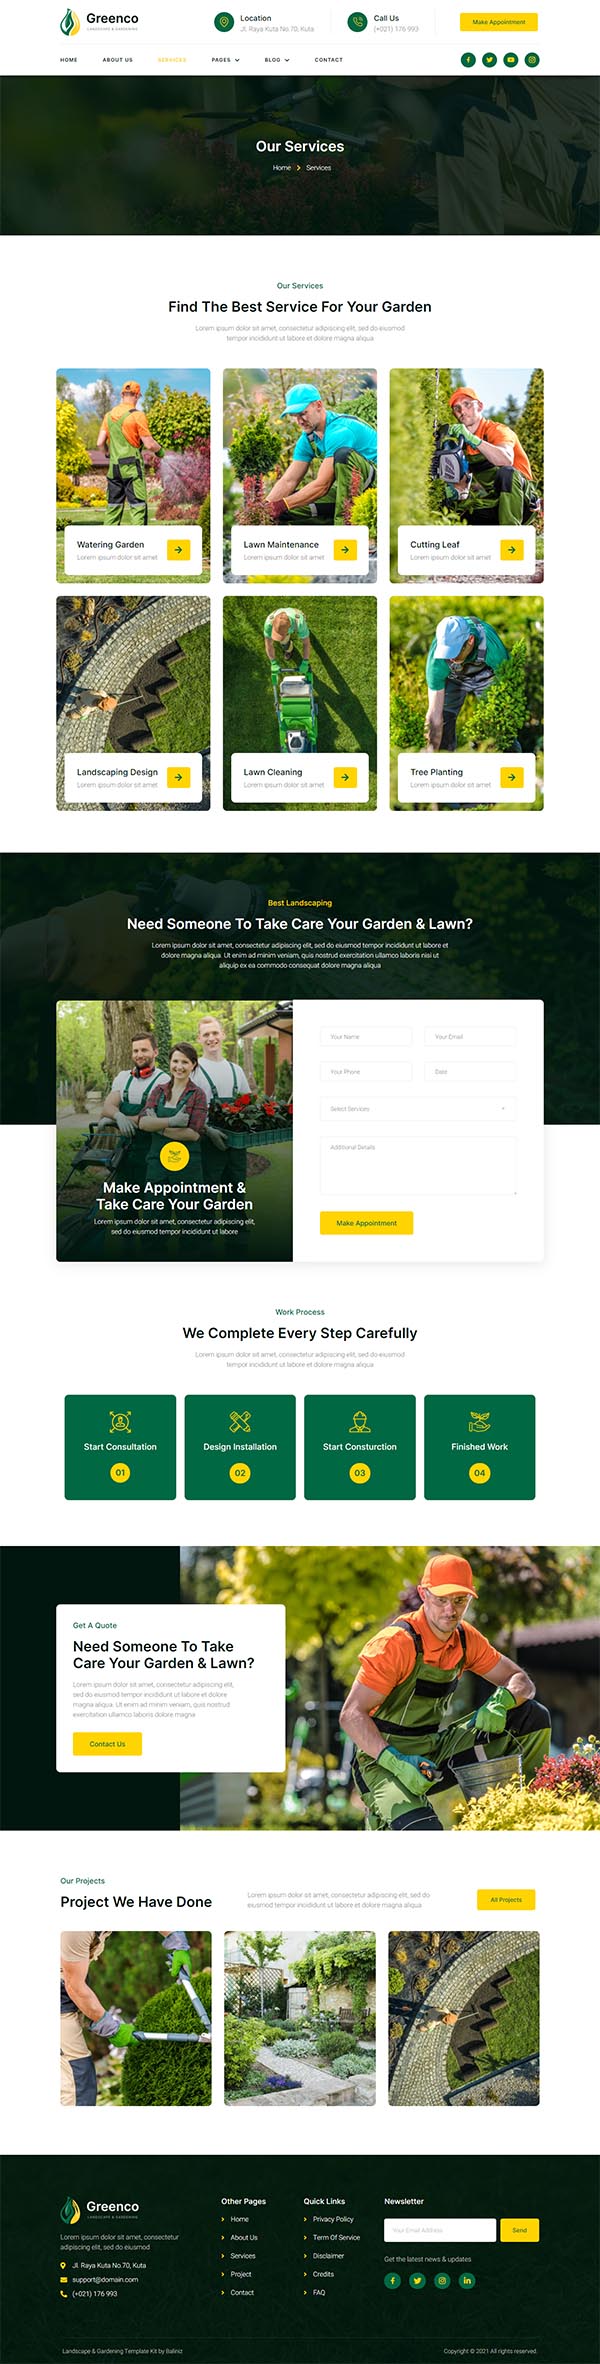 Greenco
LANDSCAPE & GARDENING
Location
Jl. Raya Kuta No.70, Kuta
Call Us
(+021) 176 993
Make Appointment
HOME
ABOUT US
SERVICES
PAGES
BLOG
CONTACT
Our Services
Home
Services
Our Services
Find The Best Service For Your Garden
Lorem ipsum dolor sit amet, consectetur adipiscing elit, sed do eiusmod
tempor incididunt ut labore et dolore magna aliqua
Watering Garden
Lorem ipsum dolor sit amet
Lawn Maintenance
Lorem ipsum dolor sit amet
Cutting Leaf
Lorem ipsum dolor sit amet
Landscaping Design
Lorem ipsum dolor sit amet
Lawn Cleaning
Lorem ipsum dolor sit amet
Tree Planting
Lorem ipsum dolor sit amet
Best Landscaping
Need Someone To Take Care Your Garden & Lawn?
Lorem ipsum dolor sit amet, consectetur adipiscing elit, sed do eiusmod tempor incididunt ut labore et
dolore magna aliqua. Ut enim ad minim veniam, quis nostrud exercitation ullamco laboris nisi ut
aliquip ex ea commodo consequat dolore magna aliqua
Make Appointment &
Take Care Your Garden
Lorem ipsum dolor sit amet, consectetur adipiscing elit,
sed do eiusmod tempor incididunt ut labore
Your Name
Your Email
Your Phone
Date
Select Services
Additional Details
Make Appointment
Work Process
We Complete Every Step Carefully
Lorem ipsum dolor sit amet, consectetur adipiscing elit, sed do eiusmod
tempor incididunt ut labore et dolore magna aliqua
Start Consultation
01
Design Installation
02
Start Consturction
03
Finished Work
04
Get A Quote
Need Someone To Take
Care Your Garden & Lawn?
Lorem ipsum dolor sit amet, consectetur adipiscing elit,
sed do eiusmod tempor incididunt ut labore et dolore
magna aliqua. Ut enim ad minim veniam, quis nostrud
exercitation ullamco laboris dolore magna
Contact Us
Our Projects
Project We Have Done
Lorem ipsum dolor sit amet, consectetur adipiscing elit, sed do
eiusmod tempor incididunt ut labore et dolore magna aliqua
All Projects
Greenco
LANDSCAPE & GARDENING
Lorem ipsum dolor sit amet, consectetur
adipiscing elit, sed do eiusmod
Jl. Raya Kuta No.70, Kuta
support@domain.com
(+021) 176 993
Other Pages
Home
About Us
Services
Project
Contact
Quick Links
Privacy Policy
Term Of Service
Disclaimer
Credits
FAQ
Newsletter
Your Email Address
Send
Get the latest news & updates
Landscape & Gardening Template Kit by Baliniz
Copyright © 2021 All rights reserved.